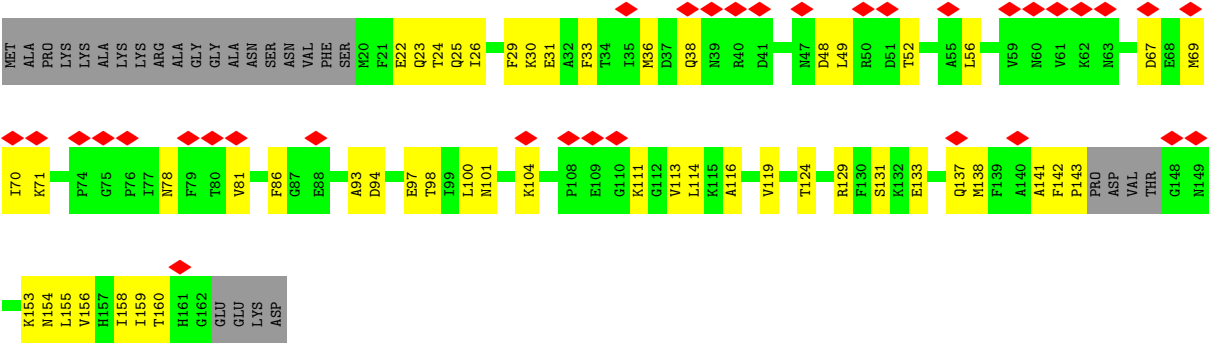 MET ALA PRO LYS LYS ALA LYS LYS ARG ALA GLY GLY ALA ASN SER ASN VAL PHE SER M20 F21 E22 Q23 T24 Q25 I26 F29 K30 E31 A32 F33 T34 I35 M36 D37 Q38 N39 R40 D41 N47 D48 L49 R50 D51 T52 A55 L56 V59 N60 V61 K62 N63 D67 E68 M69
I70 K71 P74 G75 P76 I77 N78 F79 T80 V81 F86 G87 E88 A93 D94 E97 T98 I99 L100 N101 K104 P108 E109 G110 K111 G112 V113 L114 K115 A116 V119 T124 R129 F130 S131 K132 E133 Q137 M138 F139 A140 A141 F142 P143 PRO ASP VAL THR G148 N149
K153 N154 L155 V156 H157 I158 I159 T160 H161 G162 GLU GLU LYS ASP